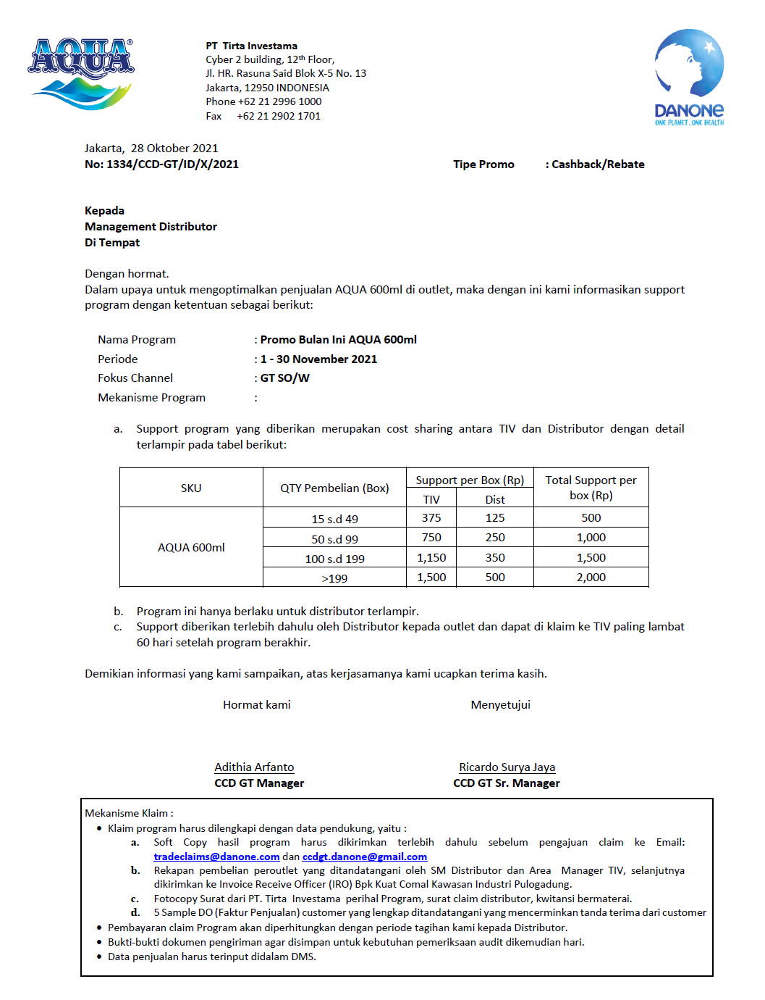 AQUA®
PT Tirta Investama
Cyber 2 building, 12th Floor,
Jl. HR. Rasuna Said Blok X-5 No. 13
Jakarta, 12950 INDONESIA
Phone +62 21 2996 1000
Fax +62 21 2902 1701
DANONE
ONE PLANET. ONE HEALTH
Jakarta, 28 Oktober 2021
No: 1334/CCD-GT/ID/X/2021 Tipe Promo : Cashback/Rebate
Kepada
Management Distributor
Di Tempat
Dengan hormat.
Dalam upaya untuk mengoptimalkan penjualan AQUA 600ml di outlet, maka dengan ini kami informasikan support
program dengan ketentuan sebagai berikut:
Nama Program : Promo Bulan Ini AQUA 600ml
Periode : 1 - 30 November 2021
Fokus Channel : GT SO/W
Mekanisme Program :
a. Support program yang diberikan merupakan cost sharing antara TIV dan Distributor dengan detail
terlampir pada tabel berikut:
SKU QTY Pembelian (Box) Support per Box (Rp) Total Support per
box (Rp)
TIV Dist
15 s.d 49 375 125 500
50 s.d 99 750 250 1,000
AQUA 600ml
100 s.d 199 1,150 350 1,500
>199 1,500 500 2,000
b. Program ini hanya berlaku untuk distributor terlampir.
c. Support diberikan terlebih dahulu oleh Distributor kepada outlet dan dapat di klaim ke TIV paling lambat
60 hari setelah program berakhir.
Demikian informasi yang kami sampaikan, atas kerjasamanya kami ucapkan terima kasih.
Hormat kami Menyetujui
Adithia Arfanto Ricardo Surya Jaya
CCD GT Manager CCD GT Sr. Manager
Mekanisme Klaim :
• Klaim program harus dilengkapi dengan data pendukung, yaitu :
a. Soft Copy hasil program harus dikirimkan terlebih dahulu sebelum pengajuan claim ke Email:
tradeclaims@danone.com dan ccdgt.danone@gmail.com
b. Rekapan pembelian peroutlet yang ditandatangani oleh SM Distributor dan Area Manager TIV, selanjutnya
dikirimkan ke Invoice Receive Officer (IRO) Bpk Kuat Comal Kawasan Industri Pulogadung.
c. Fotocopy Surat dari PT. Tirta Investama perihal Program, surat claim distributor, kwitansi bermaterai.
d. 5 Sample DO (Faktur Penjualan) customer yang lengkap ditandatangani yang mencerminkan tanda terima dari customer
• Pembayaran claim Program akan diperhitungkan dengan periode tagihan kami kepada Distributor.
• Bukti-bukti dokumen pengiriman agar disimpan untuk kebutuhan pemeriksaan audit dikemudian hari.
• Data penjualan harus terinput didalam DMS.